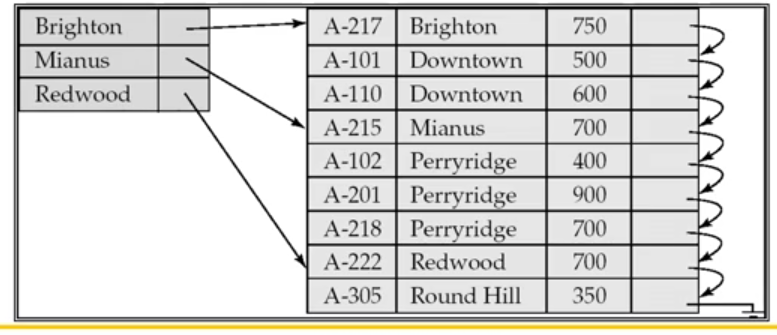 Brighton
Mianus
Redwood
A-217 Brighton 750
A-101 Downtown 500
A-110 Downtown 600
A-215 Mianus 700
A-102 Perryridge 400
A-201 Perryridge 900
A-218 Perryridge 700
A-222 Redwood 700
A-305 Round Hill 350